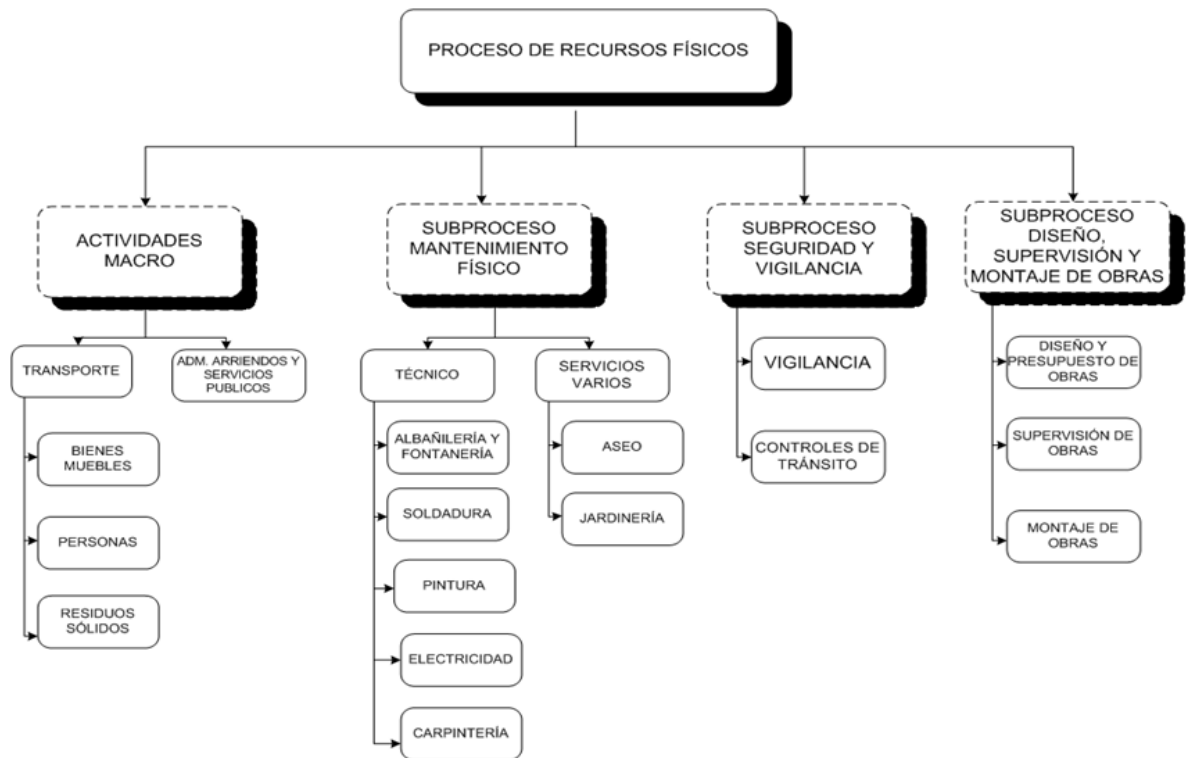 PROCESO DE RECURSOS FÍSICOS
ACTIVIDADES
MACRO
SUBPROCESO
MANTENIMIENTO
FÍSICO
SUBPROCESO
SEGURIDAD Y
VIGILANCIA
SUBPROCESO
DISEÑO,
SUPERVISIÓN Y
MONTAJE DE OBRAS
TRANSPORTE
ADM. ARRIENDOS Y
SERVICIOS
PUBLICOS
BIENES
MUEBLES
PERSONAS
RESIDUOS
SÓLIDOS
TÉCNICO
SERVICIOS
VARIOS
ALBAÑILERÍA Y
FONTANERÍA
SOLDADURA
PINTURA
ELECTRICIDAD
CARPINTERÍA
ASEO
JARDINERÍA
VIGILANCIA
CONTROLES DE
TRÁNSITO
DISEÑO Y
PRESUPUESTO DE
OBRAS
SUPERVISIÓN DE
OBRAS
MONTAJE DE
OBRAS